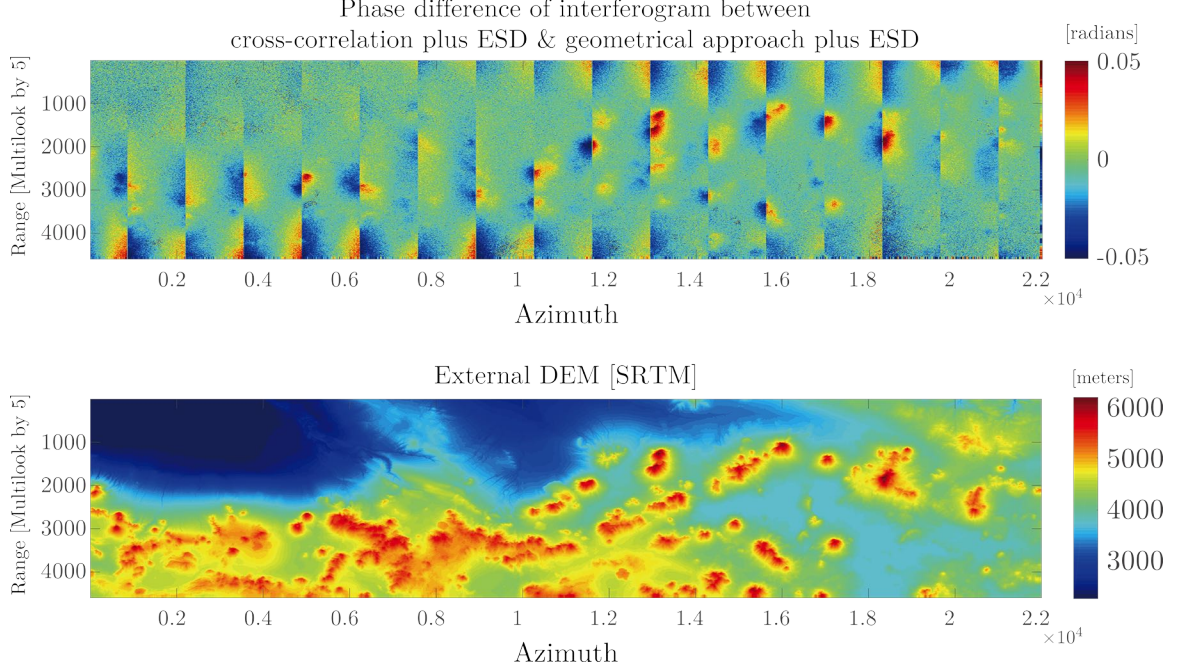 Phase difference of interferogram between
cross-correlation plus ESD & geometrical approach plus ESD
[radians]
0.05
0
-0.05
Range [Multilook by 5]
1000
2000
3000
4000
0.2 0.4 0.6 0.8 1 1.2 1.4 1.6 1.8 2 2.2
×10⁴
Azimuth
External DEM [SRTM]
[meters]
6000
5000
4000
3000
Range [Multilook by 5]
1000
2000
3000
4000
0.2 0.4 0.6 0.8 1 1.2 1.4 1.6 1.8 2 2.2
×10⁴
Azimuth